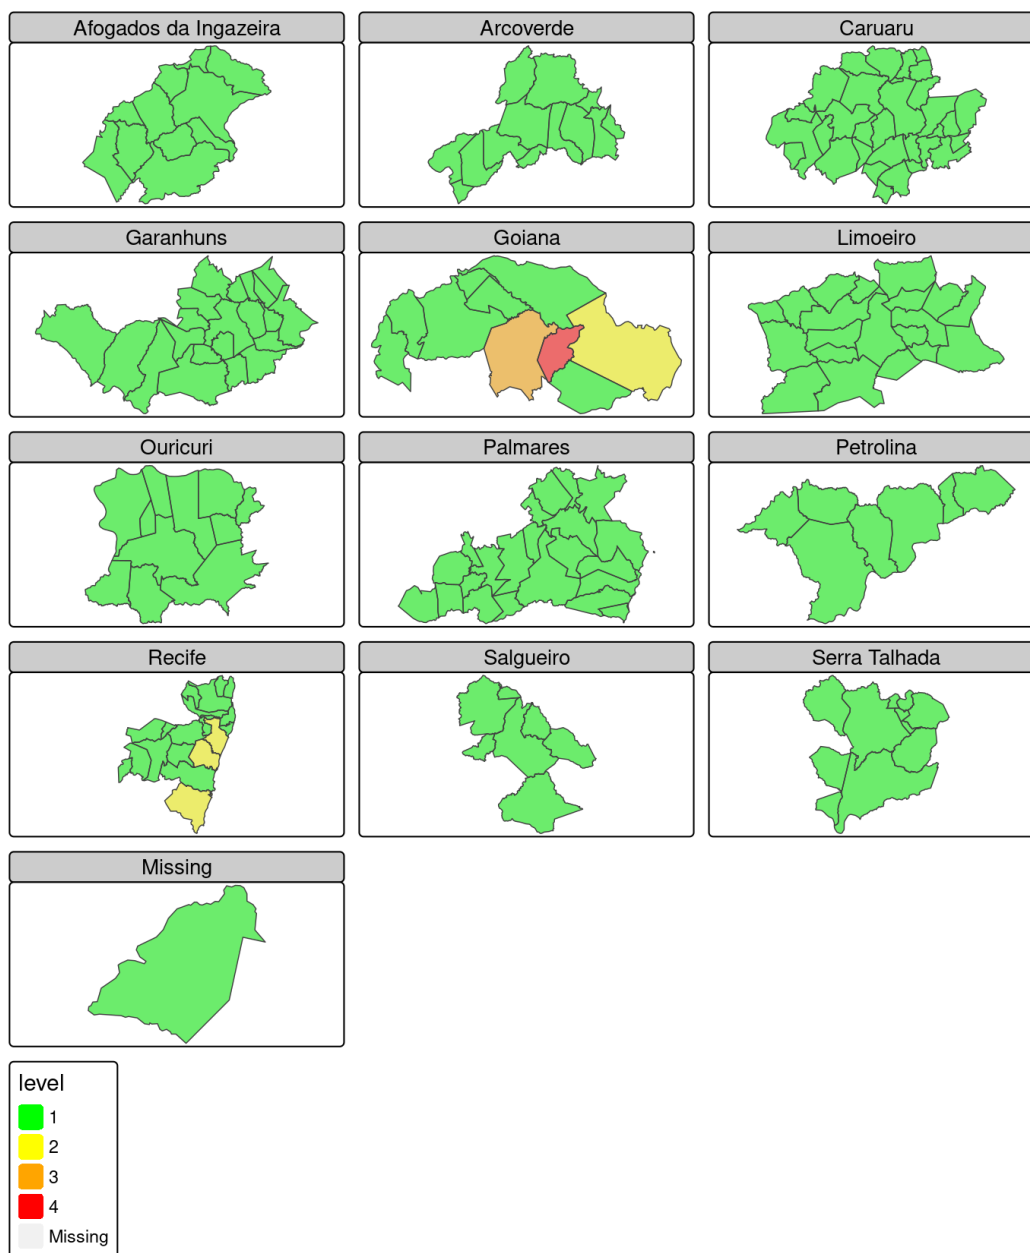 Afogados da Ingazeira
Arcoverde
Caruaru
Garanhuns
Goiana
Limoeiro
Ouricuri
Palmares
Petrolina
Recife
Salgueiro
Serra Talhada
Missing
level
1
2
3
4
Missing